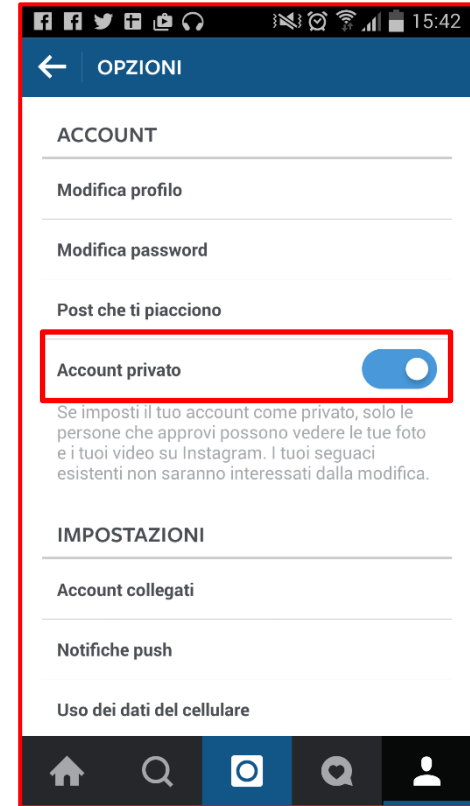 15:42
OPZIONI
ACCOUNT
Modifica profilo
Modifica password
Post che ti piacciono
Account privato
Se imposti il tuo account come privato, solo le
persone che approvi possono vedere le tue foto
e i tuoi video su Instagram. I tuoi seguaci
esistenti non saranno interessati dalla modifica.
IMPOSTAZIONI
Account collegati
Notifiche push
Uso dei dati del cellulare